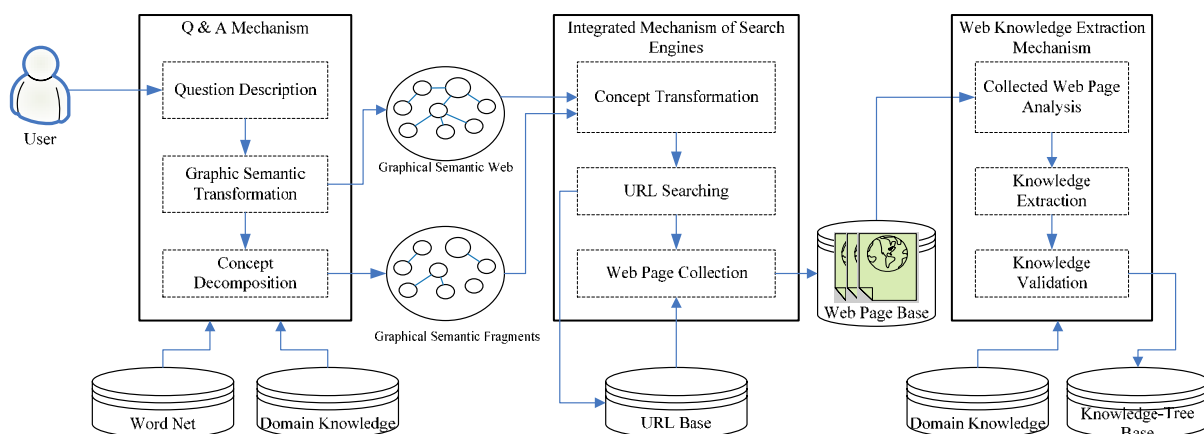 Q & A Mechanism
Question Description
Graphic Semantic
Transformation
Concept
Decomposition
User
Graphical Semantic Web
Graphical Semantic Fragments
Word Net
Domain Knowledge
Integrated Mechanism of Search
Engines
Concept Transformation
URL Searching
Web Page Collection
URL Base
Web Page Base
Web Knowledge Extraction
Mechanism
Collected Web Page
Analysis
Knowledge
Extraction
Knowledge
Validation
Domain Knowledge
Knowledge-Tree
Base